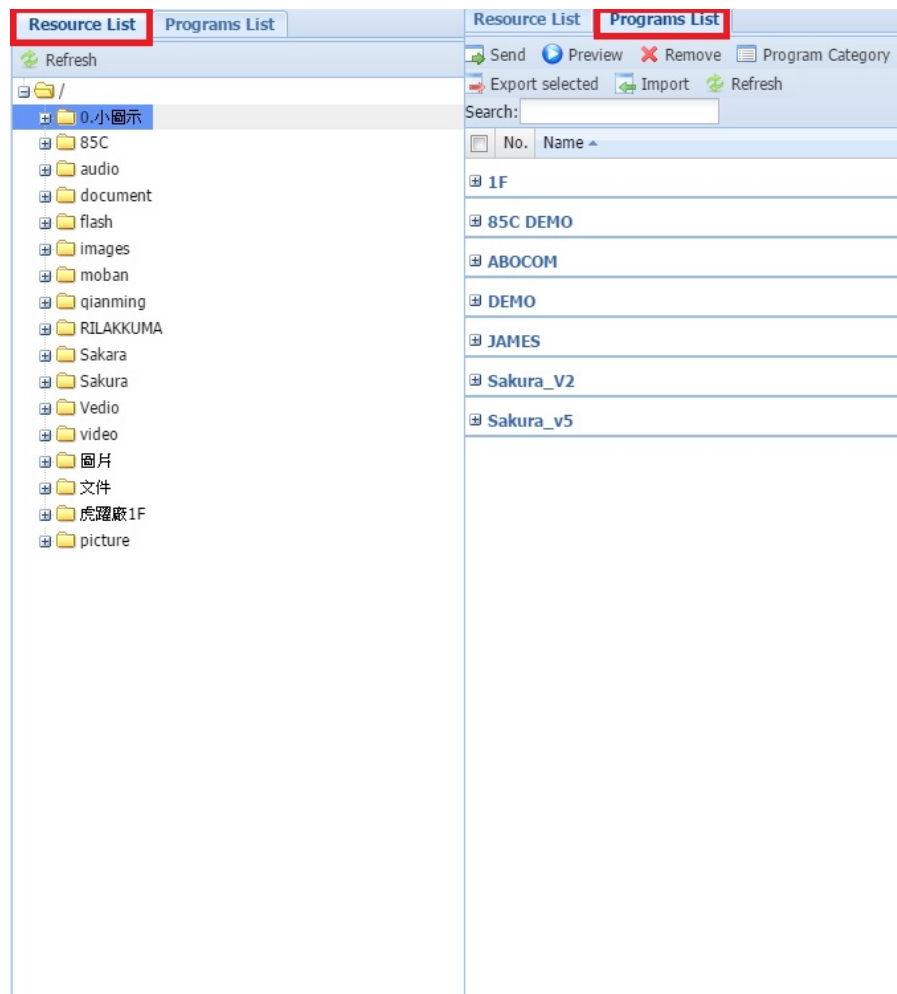 Resource List Programs List
Refresh
/
0.小圖示
85C
audio
document
flash
images
moban
qianming
RILAKKUMA
Sakara
Sakura
Vedio
video
圖片
文件
虎躍廠1F
picture
Resource List Programs List
Send Preview Remove Program Category
Export selected Import Refresh
Search:
No. Name
1F
85C DEMO
ABOCOM
DEMO
JAMES
Sakura_V2
Sakura_v5